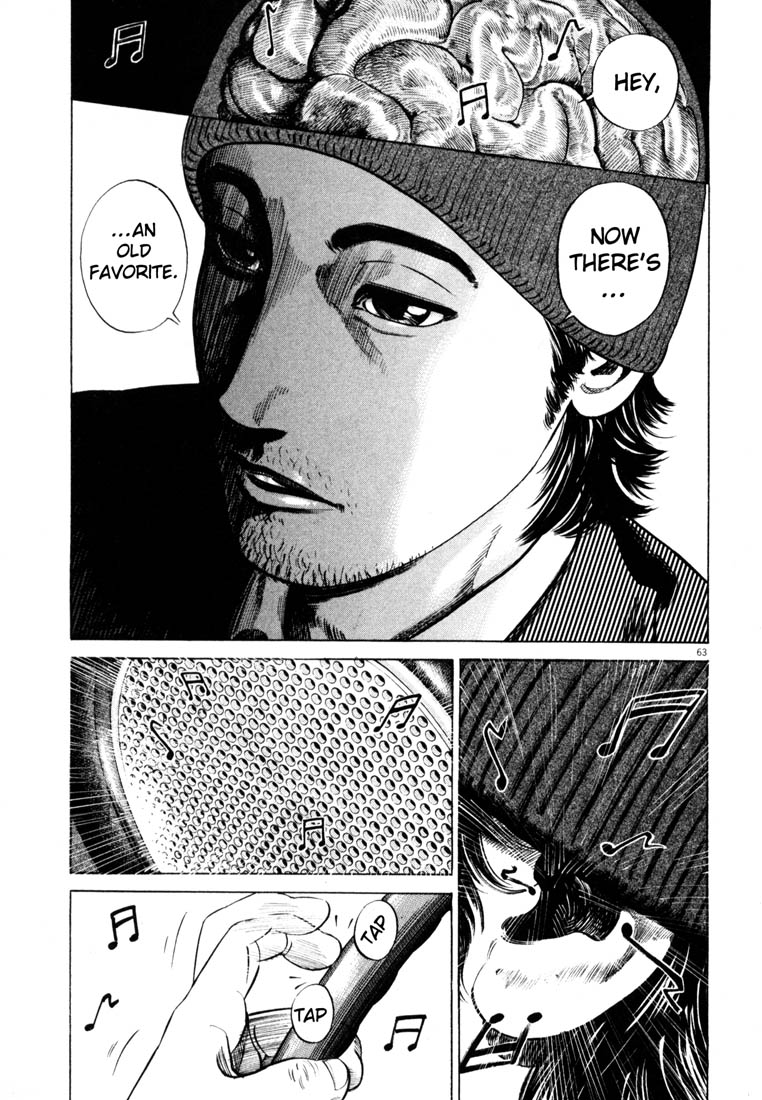 HEY,
NOW
THERE'S
...
...AN
OLD
FAVORITE.
63
TAP
TAP